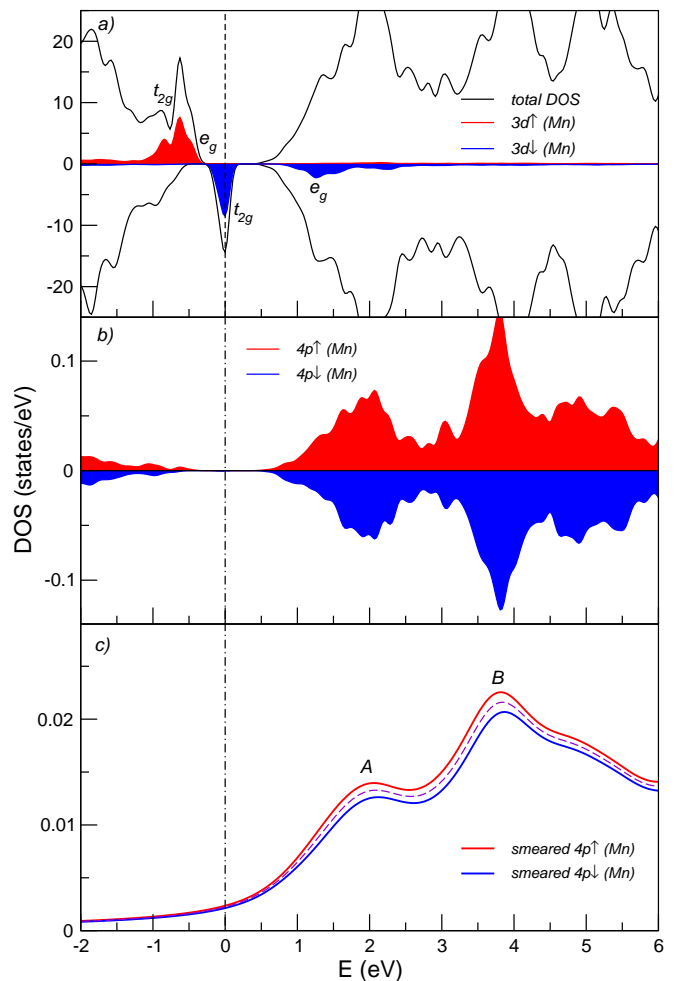 a)
20
10
0
-10
-20
t2g
eg
t2g
eg
total DOS
3d↑ (Mn)
3d↓ (Mn)
b)
0.1
0
-0.1
4p↑ (Mn)
4p↓ (Mn)
DOS (states/eV)
c)
0.02
0.01
0
A
B
smeared 4p↑ (Mn)
smeared 4p↓ (Mn)
-2 -1 0 1 2 3 4 5 6
E (eV)